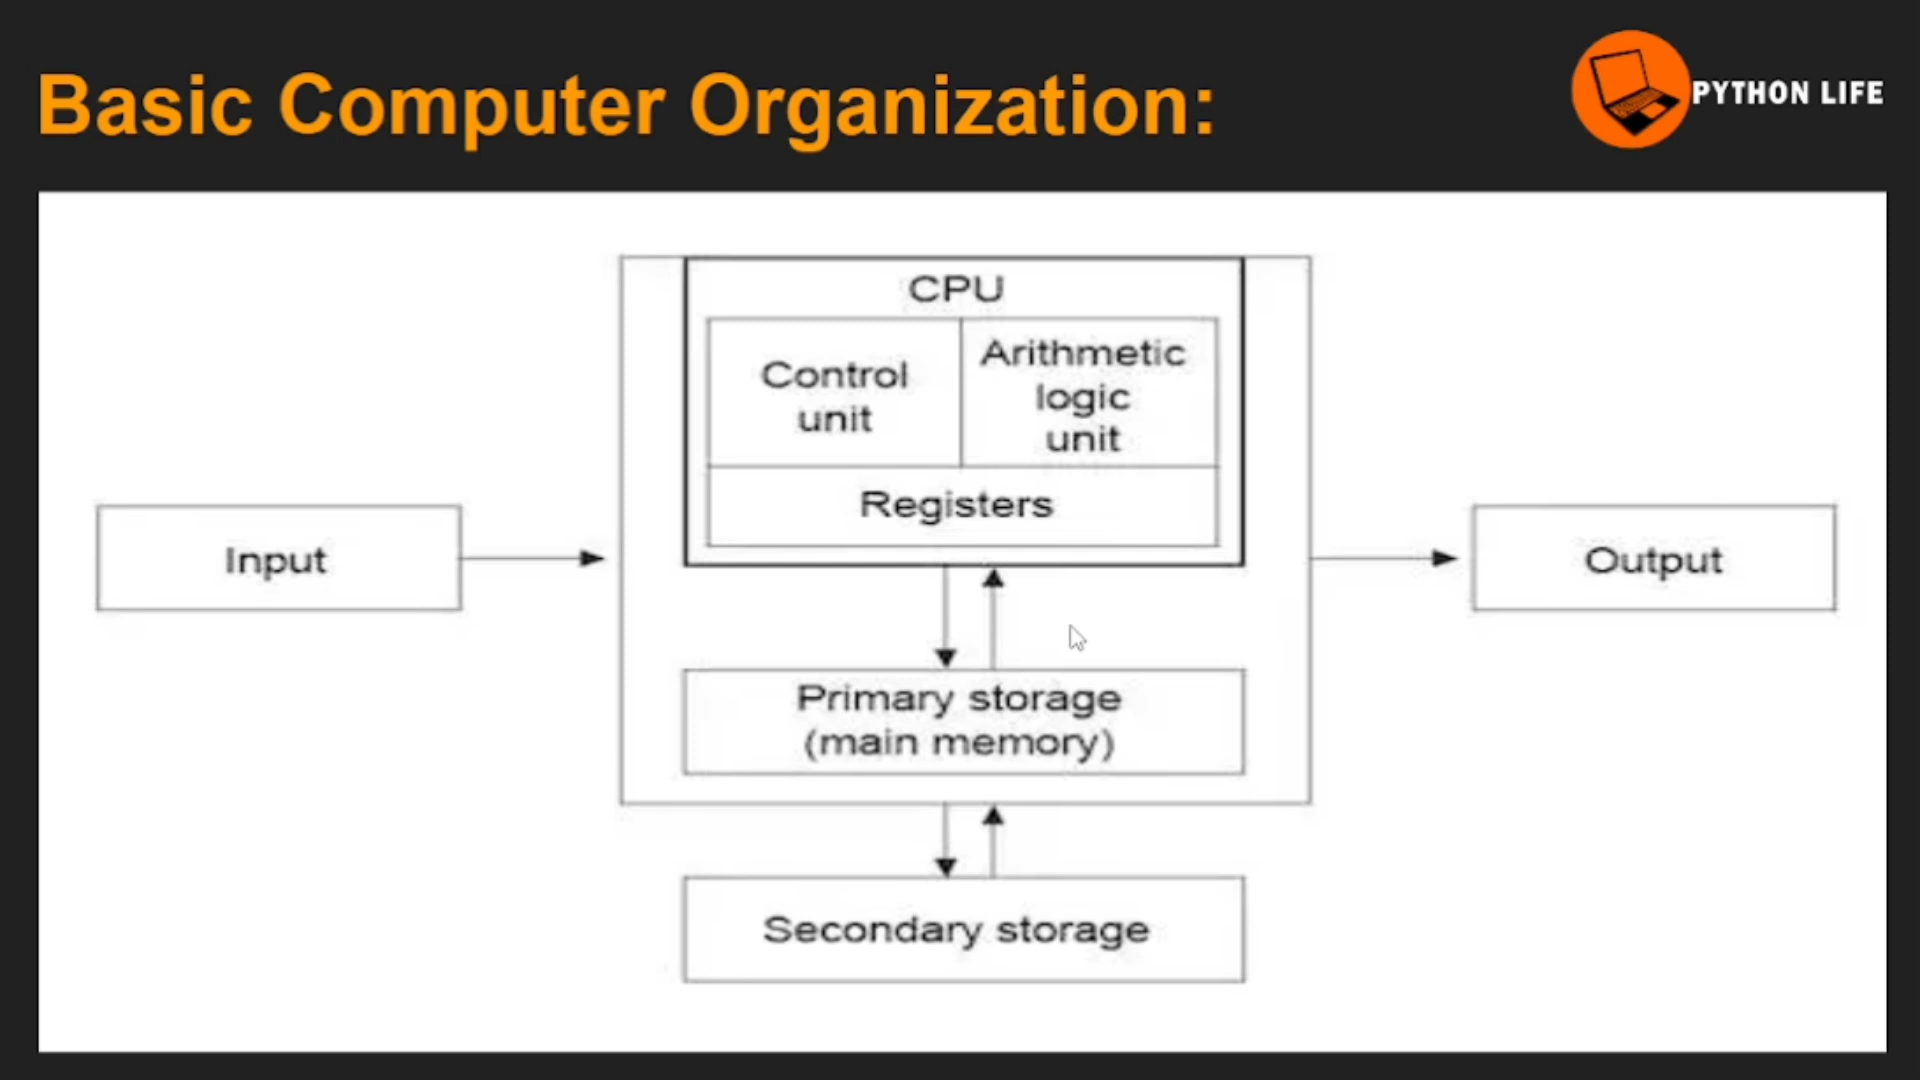 Basic Computer Organization:
PYTHON LIFE
CPU
Control
unit
Arithmetic
logic
unit
Registers
Input
Output
Primary storage
(main memory)
Secondary storage